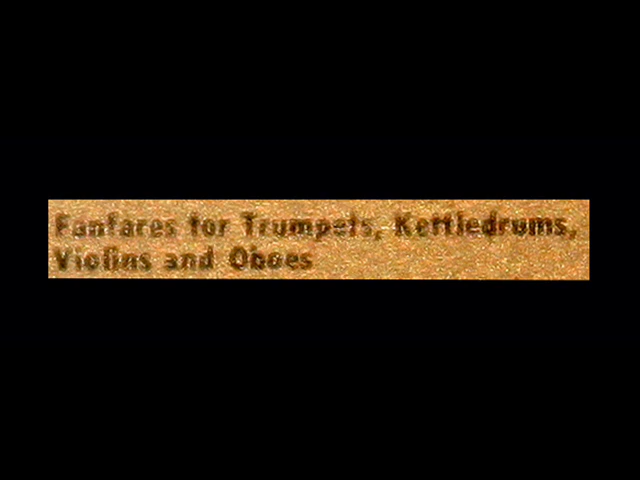 Fanfares for Trumpets, Kettledrums,
Violins and Oboes